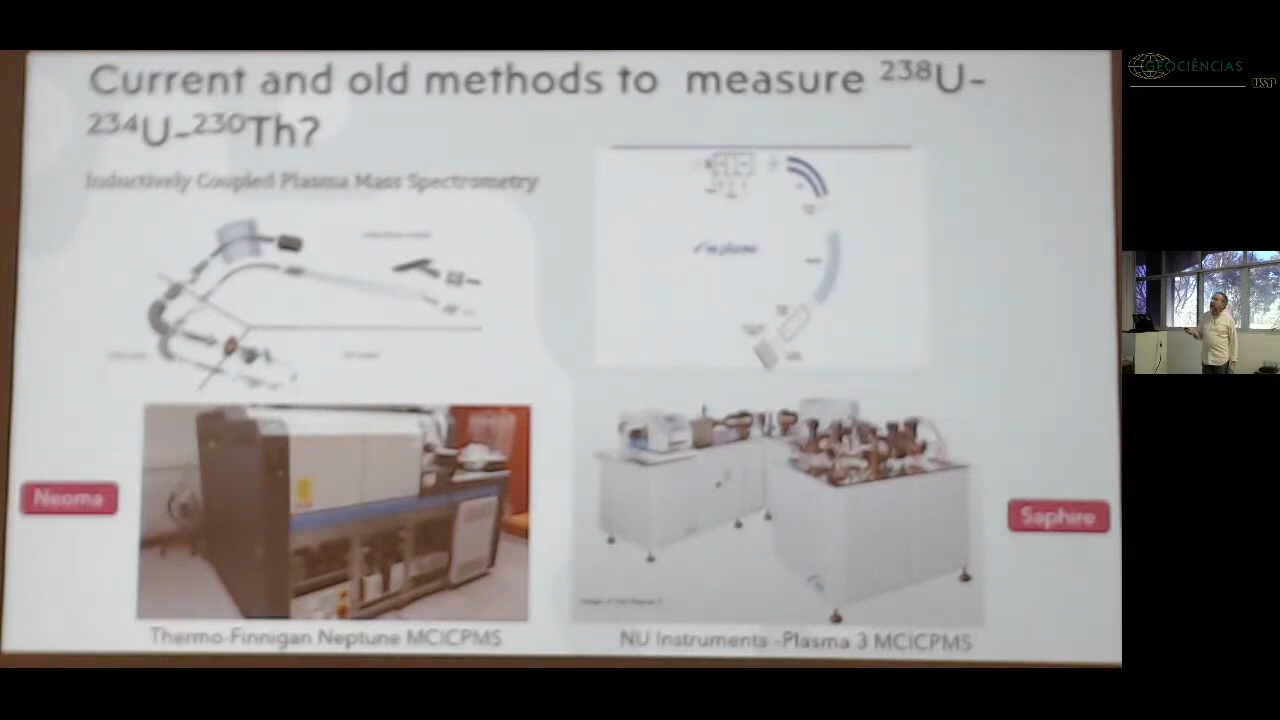 Current and old methods to measure ²³⁸U-
²³⁴U-²³⁰Th?
Inductively Coupled Plasma Mass Spectrometry
Neoma
Saphire
Thermo-Finnigan Neptune MCICPMS
NU Instruments -Plasma 3 MCICPMS
GEOCIÊNCIAS
USP